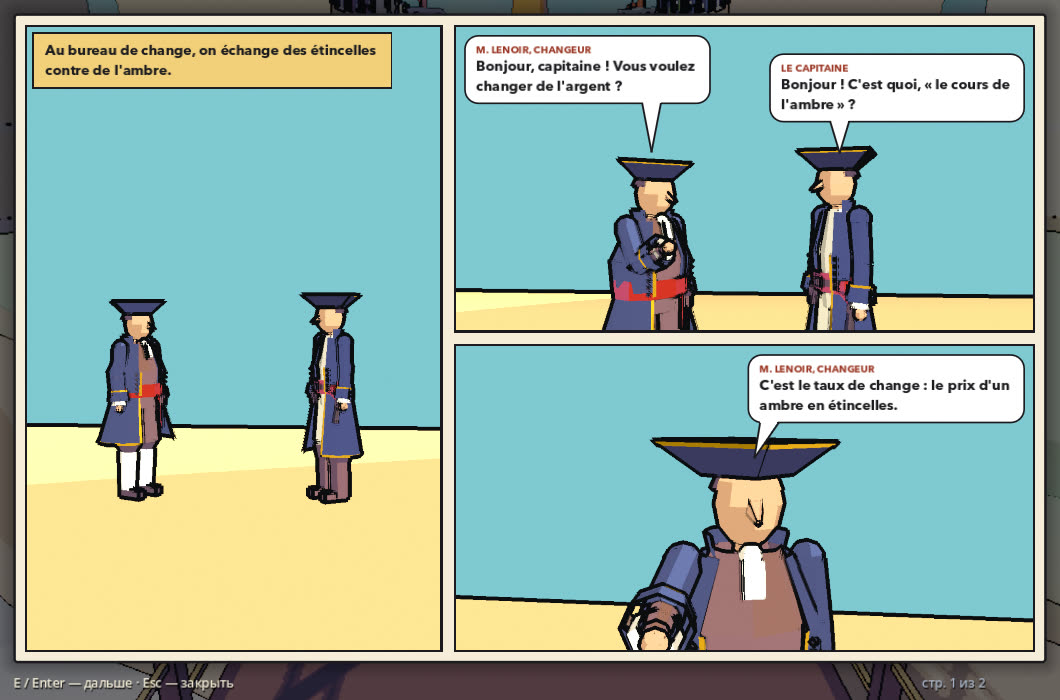 Au bureau de change, on échange des étincelles
contre de l'ambre.
M. LENOIR, CHANGEUR
Bonjour, capitaine ! Vous voulez
changer de l'argent ?
LE CAPITAINE
Bonjour ! C'est quoi, « le cours de
l'ambre » ?
M. LENOIR, CHANGEUR
C'est le taux de change : le prix d'un
ambre en étincelles.
E / Enter — дальше · Esc — закрыть
стр. 1 из 2